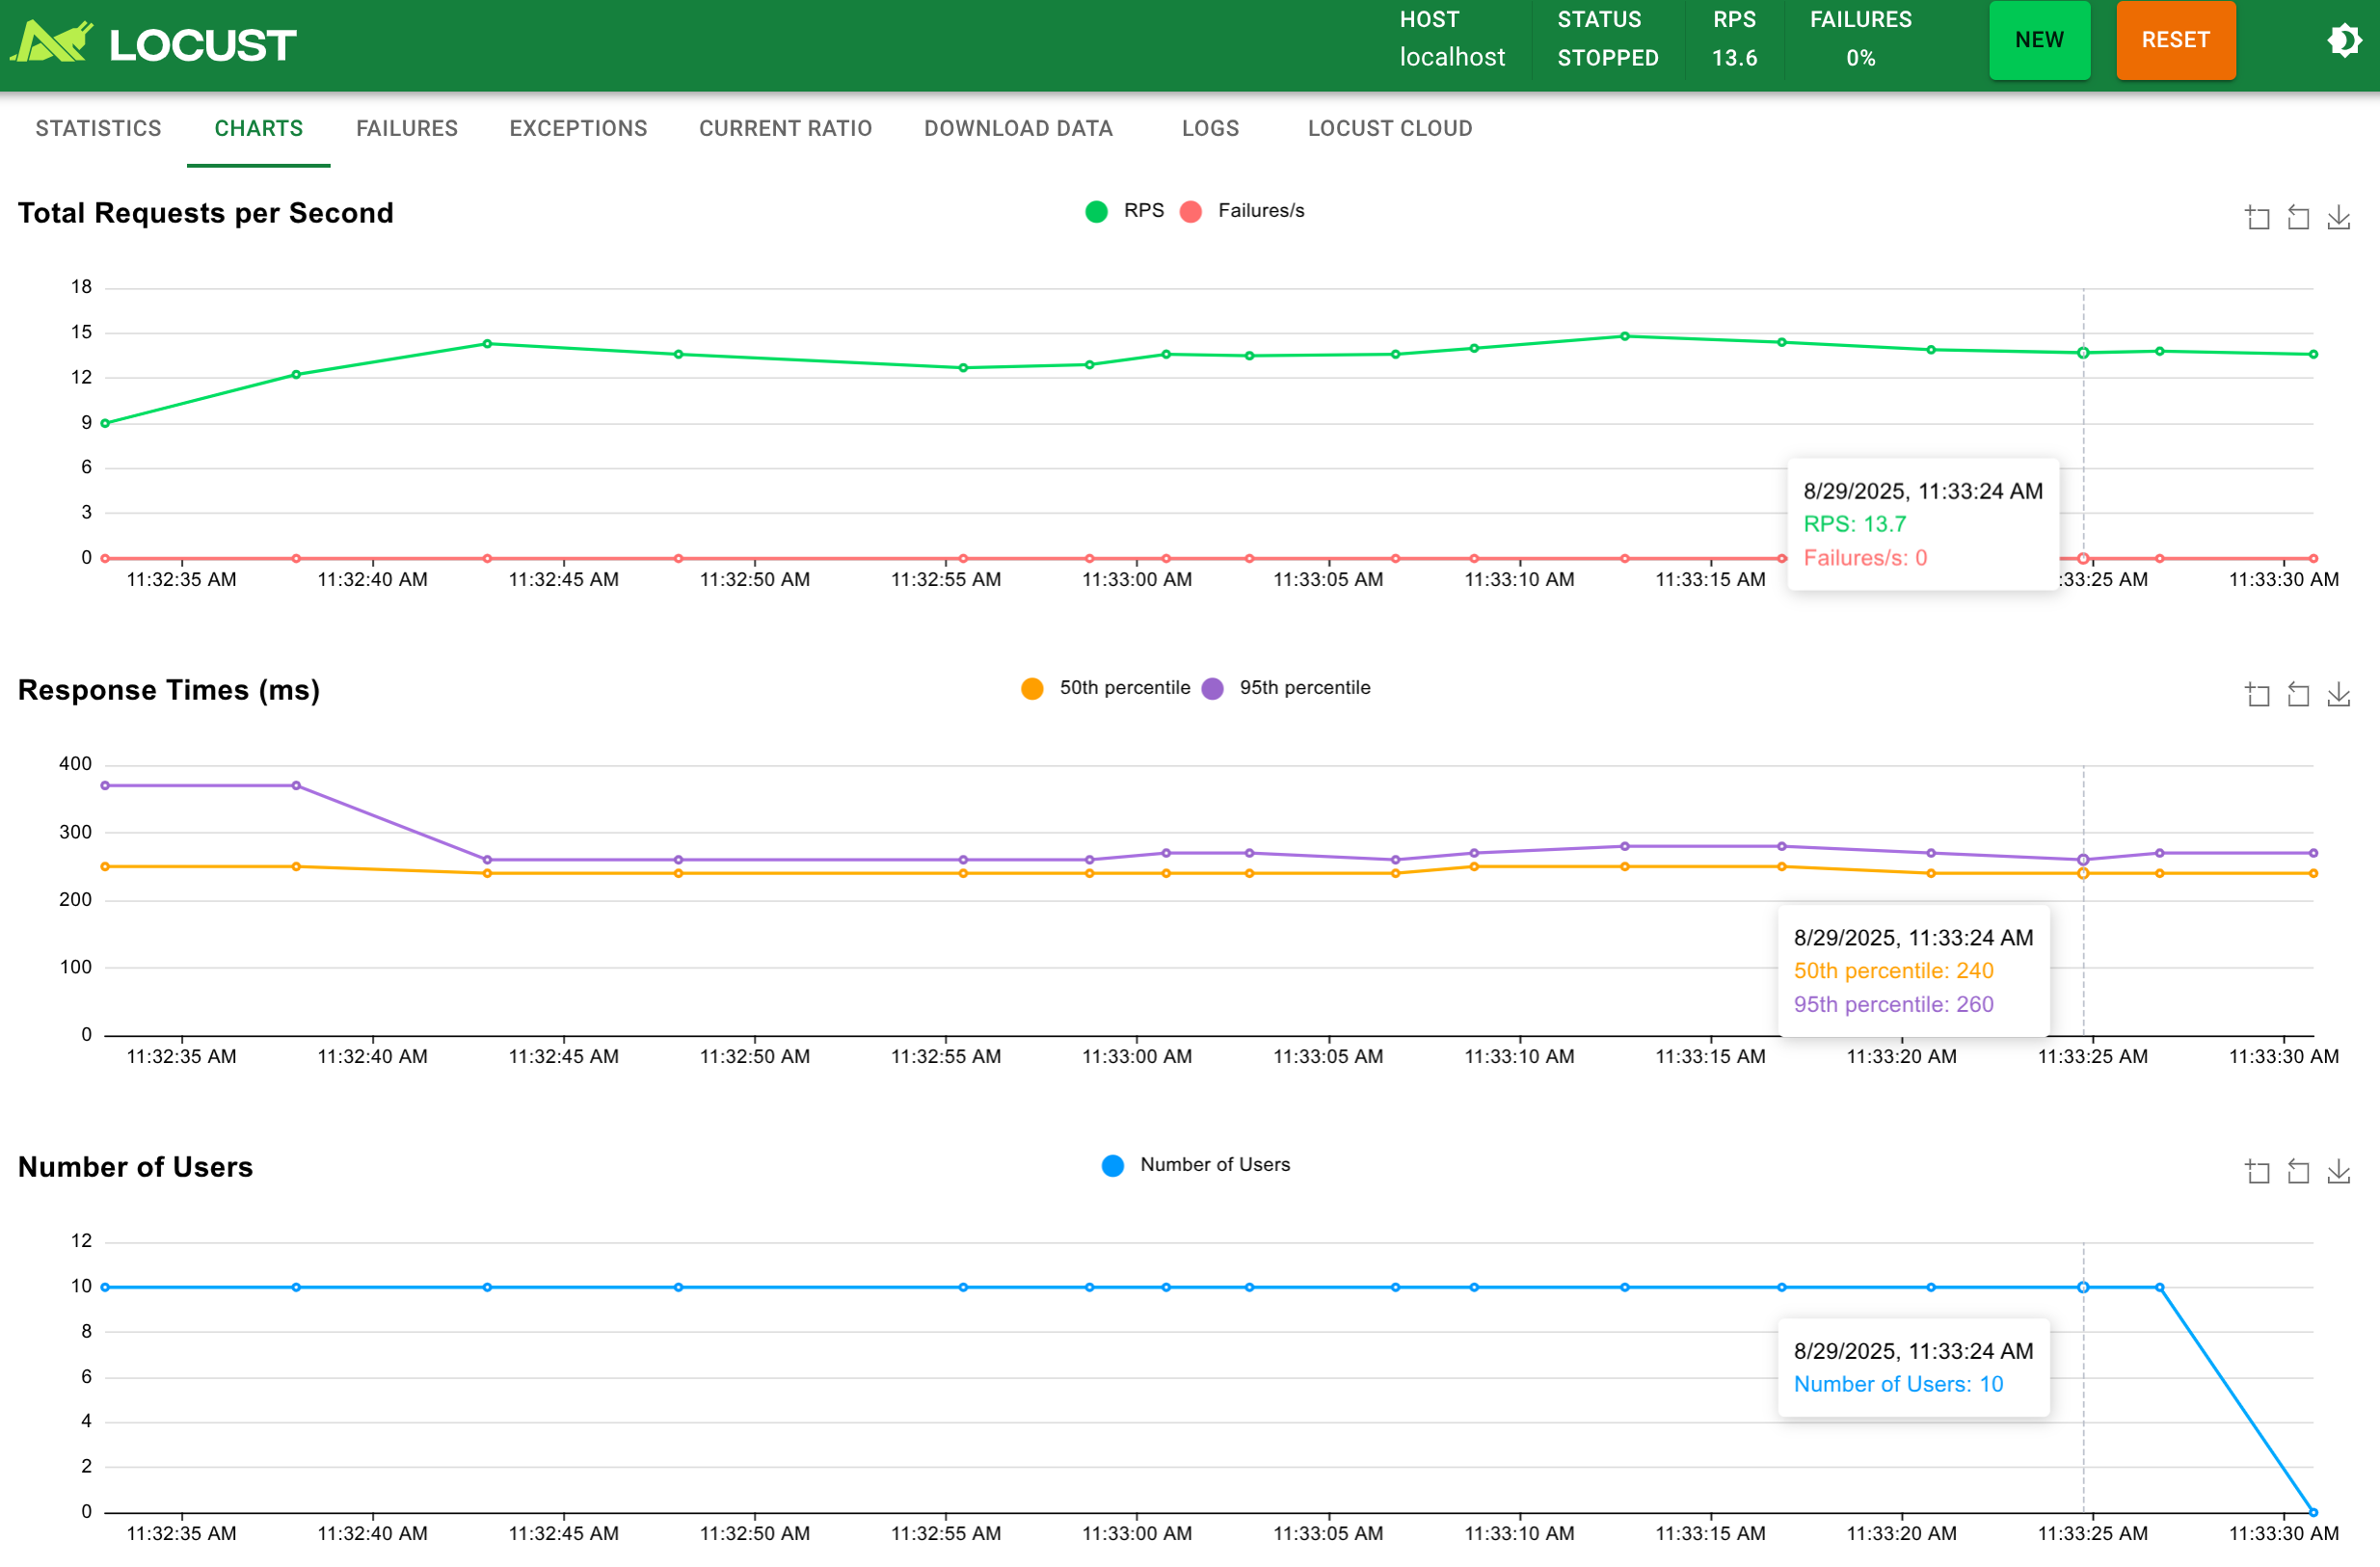 LOCUST
HOST
localhost
STATUS
STOPPED
RPS
13.6
FAILURES
0%
NEW
RESET
STATISTICS CHARTS FAILURES EXCEPTIONS CURRENT RATIO DOWNLOAD DATA LOGS LOCUST CLOUD
Total Requests per Second
RPS Failures/s
18
15
12
9
6
3
0
8/29/2025, 11:33:24 AM
RPS: 13.7
Failures/s: 0
11:32:35 AM 11:32:40 AM 11:32:45 AM 11:32:50 AM 11:32:55 AM 11:33:00 AM 11:33:05 AM 11:33:10 AM 11:33:15 AM :33:25 AM 11:33:30 AM
Response Times (ms)
50th percentile 95th percentile
400
300
200
100
0
8/29/2025, 11:33:24 AM
50th percentile: 240
95th percentile: 260
11:32:35 AM 11:32:40 AM 11:32:45 AM 11:32:50 AM 11:32:55 AM 11:33:00 AM 11:33:05 AM 11:33:10 AM 11:33:15 AM 11:33:20 AM 11:33:25 AM 11:33:30 AM
Number of Users
Number of Users
12
10
8
6
4
2
0
8/29/2025, 11:33:24 AM
Number of Users: 10
11:32:35 AM 11:32:40 AM 11:32:45 AM 11:32:50 AM 11:32:55 AM 11:33:00 AM 11:33:05 AM 11:33:10 AM 11:33:15 AM 11:33:20 AM 11:33:25 AM 11:33:30 AM